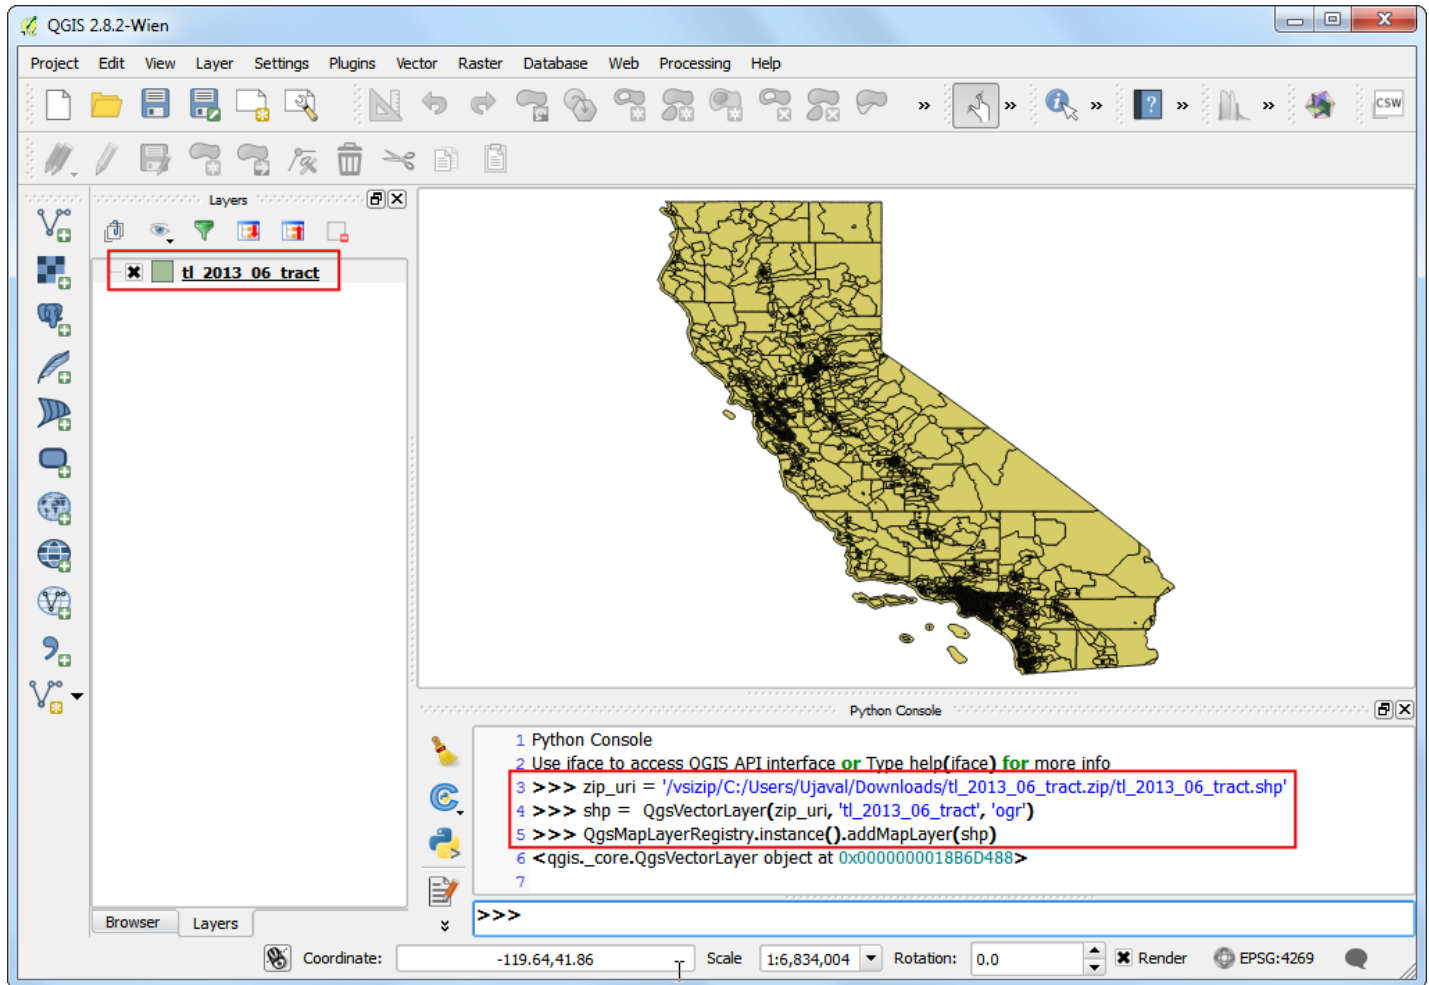 QGIS 2.8.2-Wien
Project Edit View Layer Settings Plugins Vector Raster Database Web Processing Help
CSW
Layers
tl_2013_06_tract
Python Console
1 Python Console
2 Use iface to access QGIS API interface or Type help(iface) for more info
3 >>> zip_uri = '/vsizip/C:/Users/Ujaval/Downloads/tl_2013_06_tract.zip/tl_2013_06_tract.shp'
4 >>> shp =  QgsVectorLayer(zip_uri, 'tl_2013_06_tract', 'ogr')
5 >>> QgsMapLayerRegistry.instance().addMapLayer(shp)
6 <qgis._core.QgsVectorLayer object at 0x0000000018B6D488>
7
>>>
Browser Layers
Coordinate: -119.64,41.86 Scale 1:6,834,004 Rotation: 0.0 Render EPSG:4269